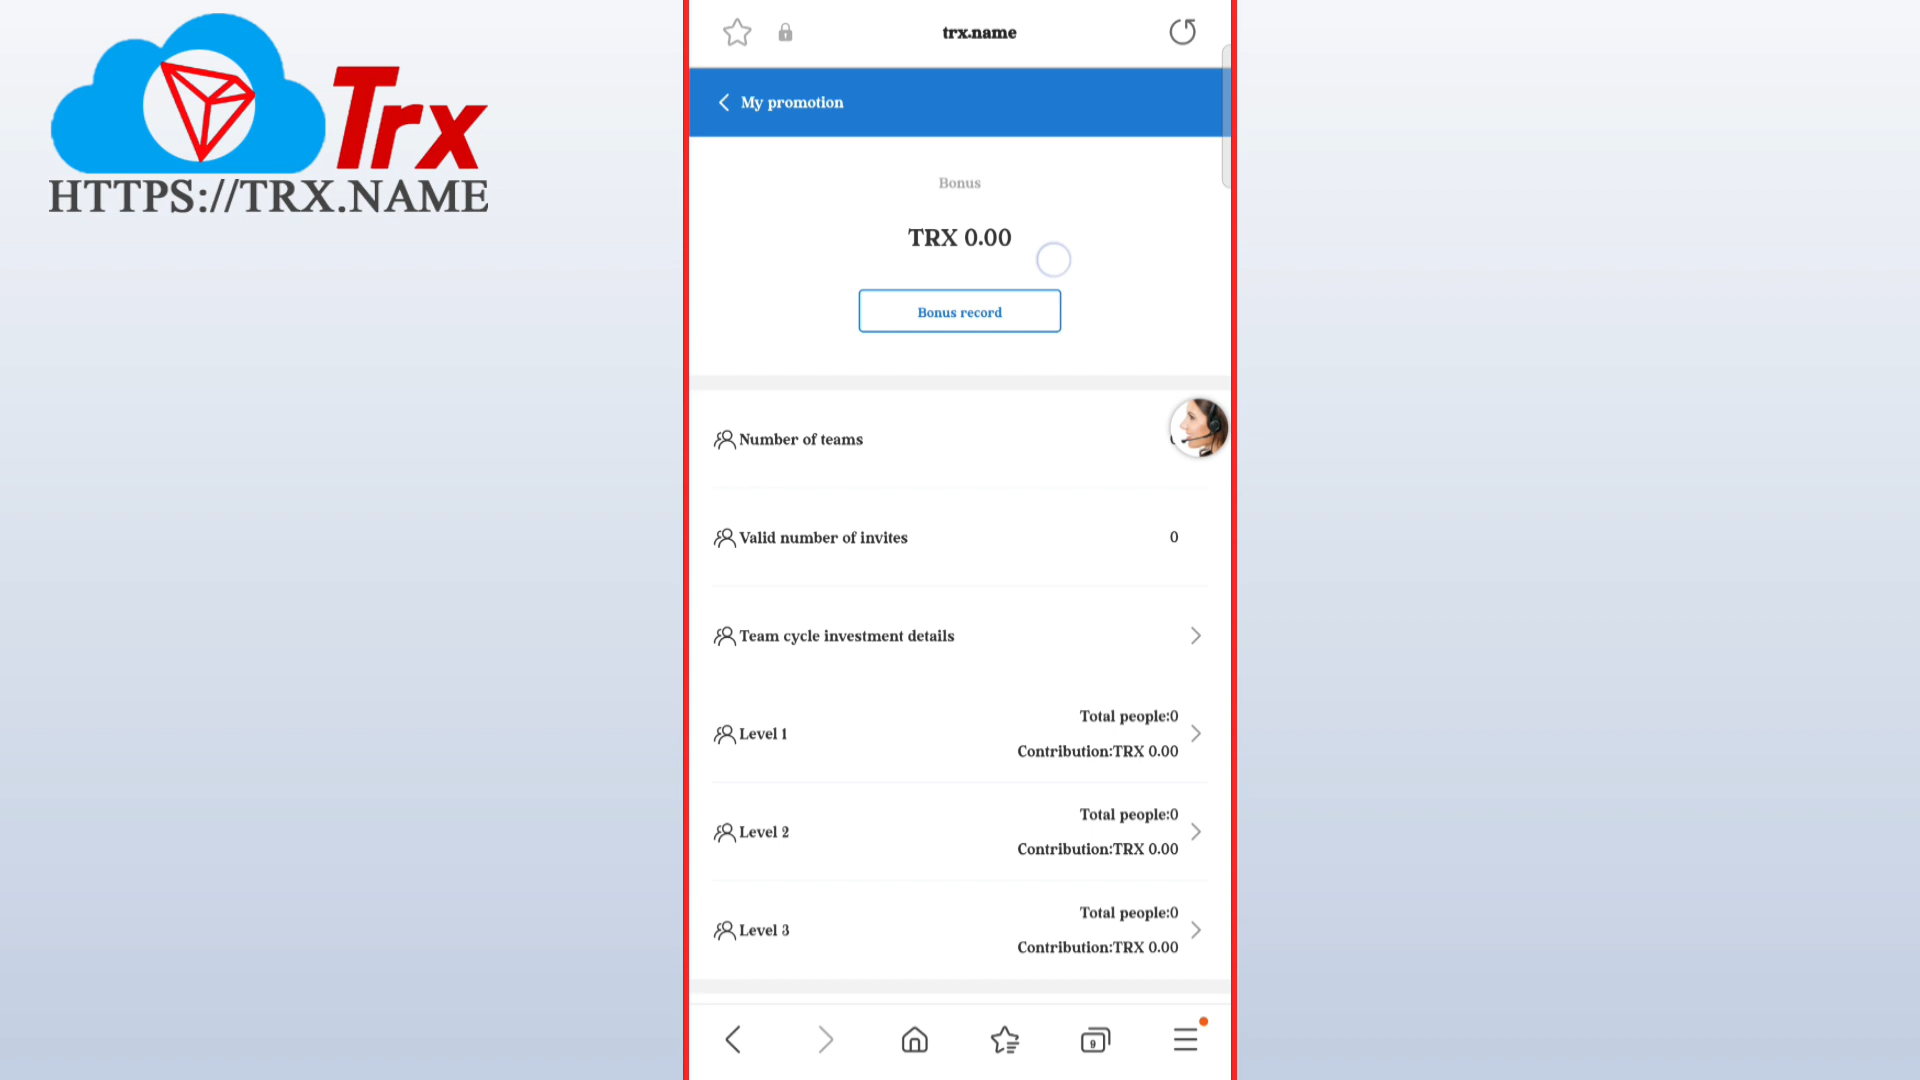 Trx
HTTPS://TRX.NAME
trx.name
My promotion
Bonus
TRX 0.00
Bonus record
Number of teams
Valid number of invites
0
Team cycle investment details
Level 1
Total people:0
Contribution:TRX 0.00
Level 2
Total people:0
Contribution:TRX 0.00
Level 3
Total people:0
Contribution:TRX 0.00
9